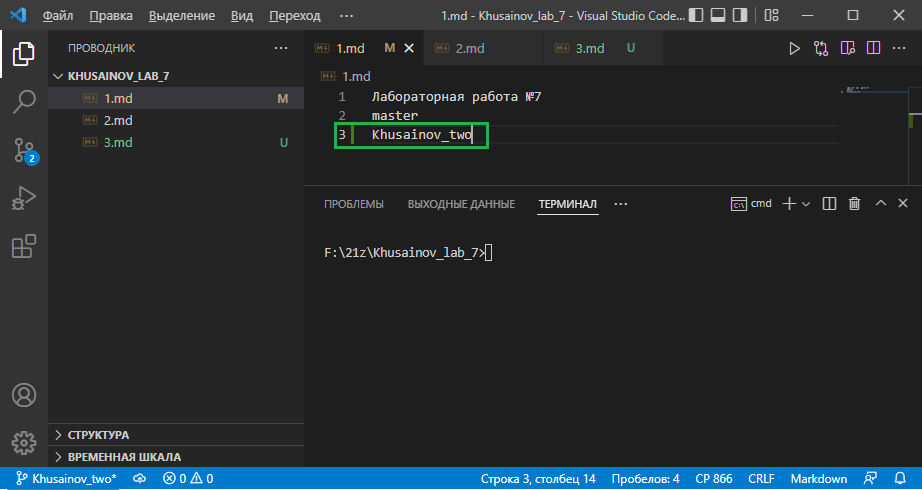 Файл Правка Выделение Вид Переход ··· 1.md - Khusainov_lab_7 - Visual Studio Code...
ПРОВОДНИК ···
KHUSAINOV_LAB_7
1.md M
2.md
3.md U
СТРУКТУРА
ВРЕМЕННАЯ ШКАЛА
1.md M 2.md 3.md U ···
1.md
1 Лабораторная работа №7
2 master
3 Khusainov_two
ПРОБЛЕМЫ ВЫХОДНЫЕ ДАННЫЕ ТЕРМИНАЛ ··· cmd
F:\21z\Khusainov_lab_7>
2
Khusainov_two* 0 0 Строка 3, столбец 14 Пробелов: 4 CP 866 CRLF Markdown